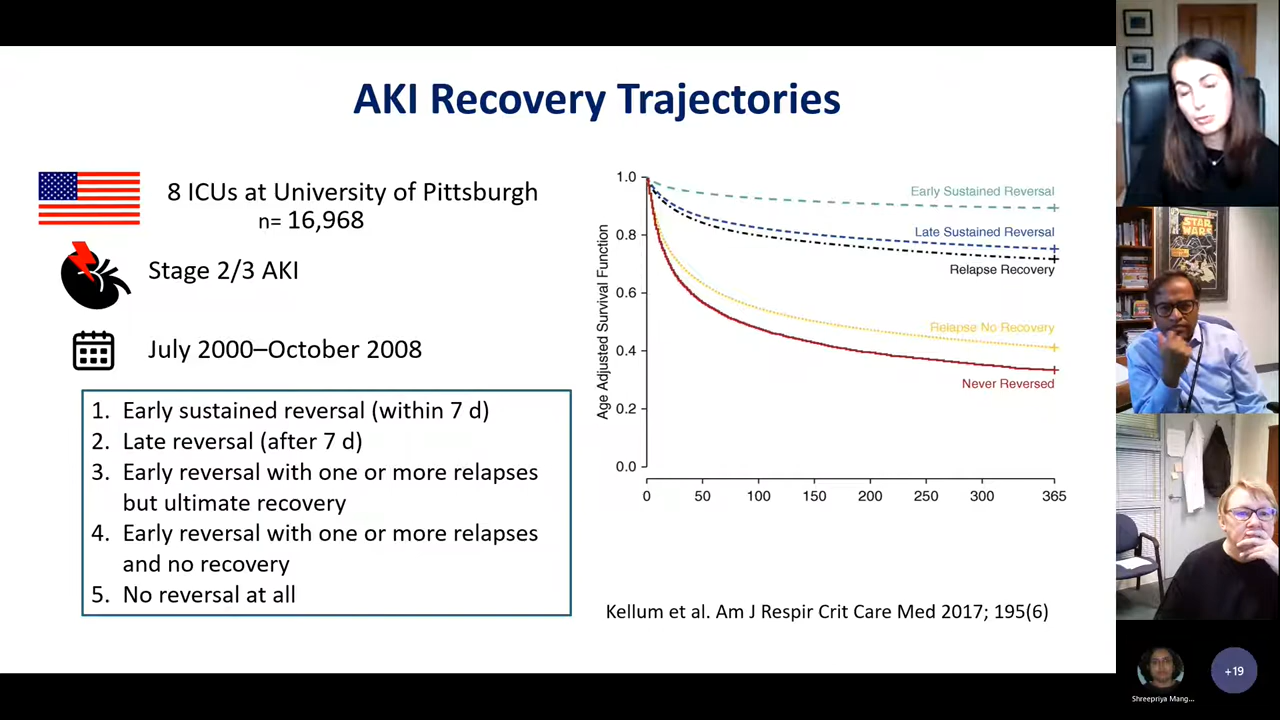 AKI Recovery Trajectories
8 ICUs at University of Pittsburgh
n= 16,968
Stage 2/3 AKI
July 2000–October 2008
1. Early sustained reversal (within 7 d)
2. Late reversal (after 7 d)
3. Early reversal with one or more relapses
but ultimate recovery
4. Early reversal with one or more relapses
and no recovery
5. No reversal at all
Age Adjusted Survival Function
1.0
0.8
0.6
0.4
0.2
0.0
0 50 100 150 200 250 300 365
Early Sustained Reversal
Late Sustained Reversal
Relapse Recovery
Relapse No Recovery
Never Reversed
Kellum et al. Am J Respir Crit Care Med 2017; 195(6)
STAR
WARS
Shreepriya Mang...
+19